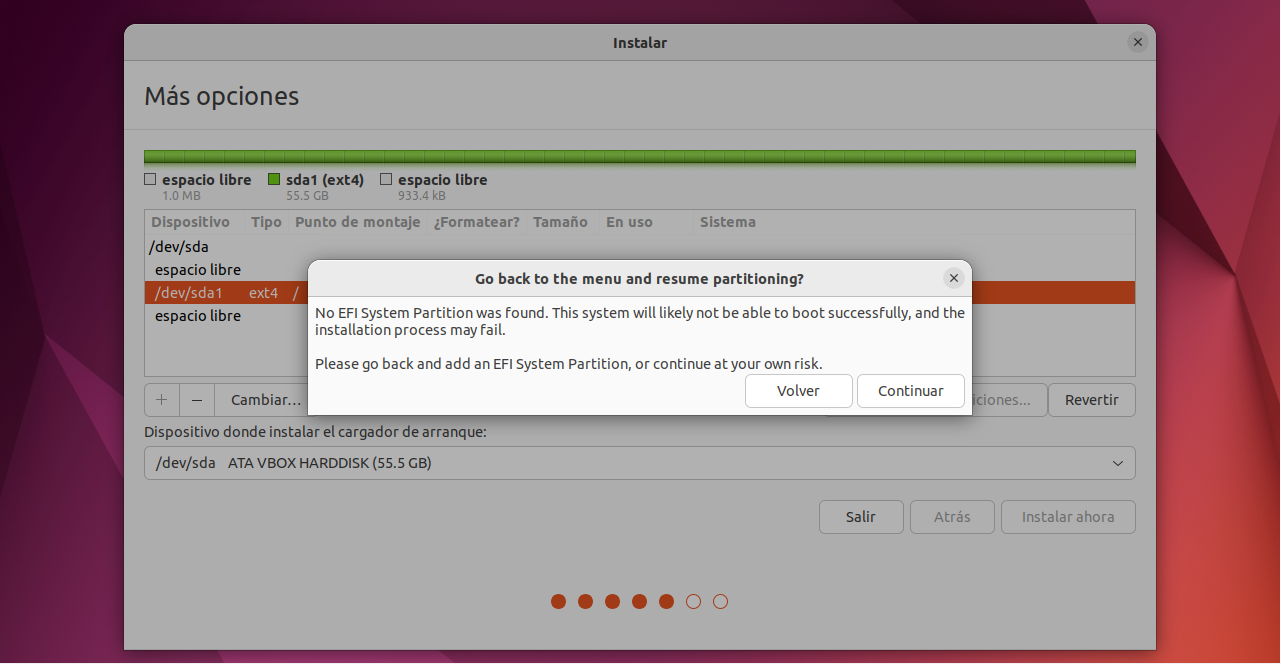 Instalar
Más opciones
espacio libre sda1 (ext4) espacio libre
1.0 MB 55.5 GB 933.4 kB
Dispositivo Tipo Punto de montaje ¿Formatear? Tamaño En uso Sistema
/dev/sda
espacio libre
/dev/sda1 ext4 /
espacio libre
Go back to the menu and resume partitioning?
No EFI System Partition was found. This system will likely not be able to boot successfully, and the
installation process may fail.
Please go back and add an EFI System Partition, or continue at your own risk.
Volver Continuar
+ − Cambiar... iciones... Revertir
Dispositivo donde instalar el cargador de arranque:
/dev/sda ATA VBOX HARDDISK (55.5 GB)
Salir Atrás Instalar ahora